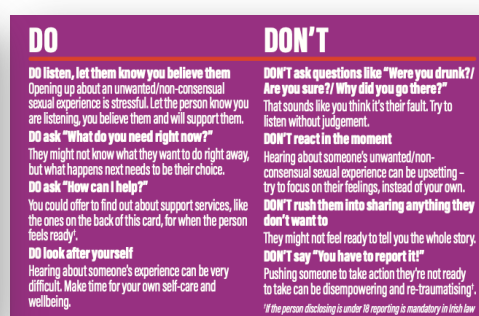 DO
DO listen, let them know you believe them
Opening up about an unwanted/non-consensual
sexual experience is stressful. Let the person know you
are listening, you believe them and will support them.
DO ask “What do you need right now?”
They might not know what they want to do right away,
but what happens next needs to be their choice.
DO ask “How can I help?”
You could offer to find out about support services, like
the ones on the back of this card, for when the person
feels ready†.
DO look after yourself
Hearing about someone's experience can be very
difficult. Make time for your own self-care and
wellbeing.
DON'T
DON'T ask questions like “Were you drunk?/
Are you sure?/ Why did you go there?”
That sounds like you think it's their fault. Try to
listen without judgement.
DON'T react in the moment
Hearing about someone's unwanted/non-
consensual sexual experience can be upsetting –
try to focus on their feelings, instead of your own.
DON'T rush them into sharing anything they
don't want to
They might not feel ready to tell you the whole story.
DON'T say “You have to report it!”
Pushing someone to take action they're not ready
to take can be disempowering and re-traumatising†.
†If the person disclosing is under 18 reporting is mandatory in Irish law